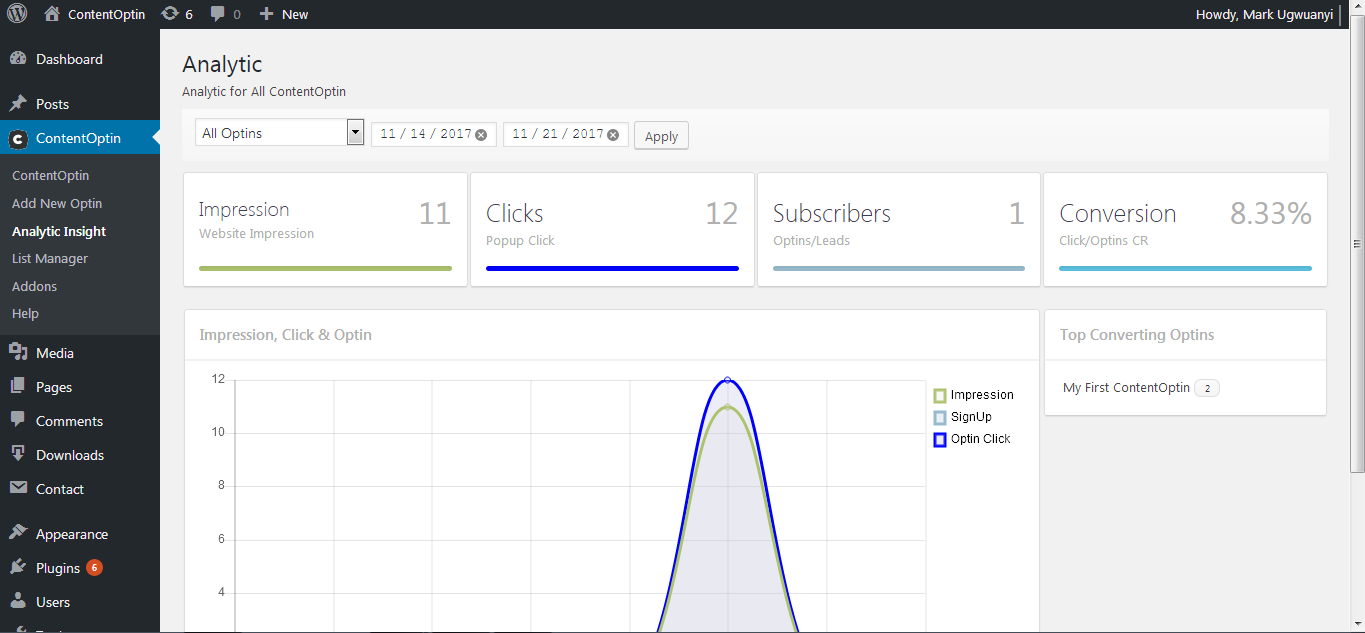 ContentOptin 6 0 New Howdy, Mark Ugwuanyi
Dashboard
Posts
ContentOptin
ContentOptin
Add New Optin
Analytic Insight
List Manager
Addons
Help
Media
Pages
Comments
Downloads
Contact
Appearance
Plugins 6
Users
Analytic
Analytic for All ContentOptin
All Optins 11 / 14 / 2017 11 / 21 / 2017 Apply
Impression 11
Website Impression
Clicks 12
Popup Click
Subscribers 1
Optins/Leads
Conversion 8.33%
Click/Optins CR
Impression, Click & Optin
12
10
8
6
4
Impression
SignUp
Optin Click
Top Converting Optins
My First ContentOptin 2